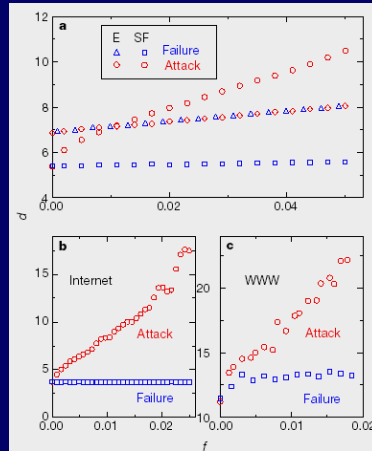 12
a
E SF
Failure
Attack
10
8
6
4
0.00 0.02 0.04
d
b
Internet
Attack
Failure
15
10
5
0
0.00 0.01 0.02
c
WWW
Attack
Failure
20
15
10
0.00 0.01 0.02
f